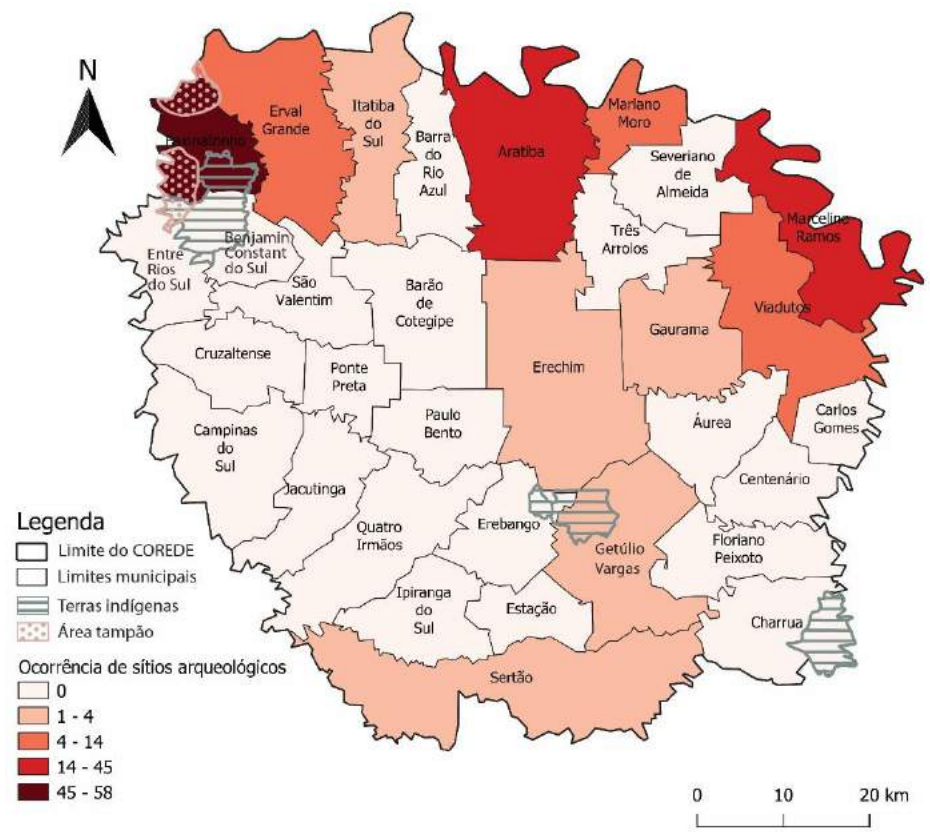 N
Erval
Grande
Itatiba
do
Sul
Barra
do
Rio
Azul
Aratiba
Mariano
Moro
Severiano
de
Almeida
Três
Arroios
Marcelino
Ramos
Viadutos
Faxinalzinho
Benjamin
Constant
do Sul
Entre
Rios
do Sul
São
Valentim
Barão
de
Cotegipe
Gaurama
Erechim
Cruzaltense
Ponte
Preta
Paulo
Bento
Áurea
Carlos
Gomes
Campinas
do
Sul
Jacutinga
Centenário
Quatro
Irmãos
Erebango
Getúlio
Vargas
Floriano
Peixoto
Ipiranga
do
Sul
Estação
Charrua
Sertão
Legenda
Limite do COREDE
Limites municipais
Terras indígenas
Área tampão
Ocorrência de sítios arqueológicos
0
1 - 4
4 - 14
14 - 45
45 - 58
0 10 20 km